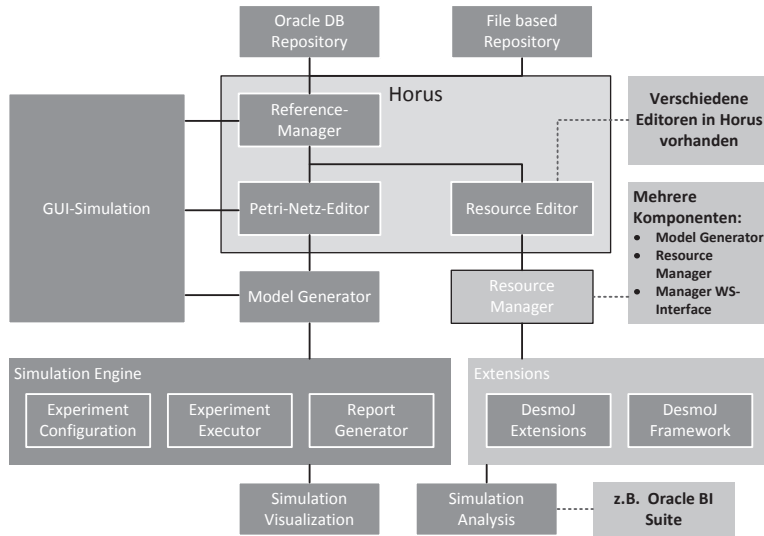 Oracle DB
Repository
File based
Repository
Horus
Reference-
Manager
Verschiedene
Editoren in Horus
vorhanden
GUI-Simulation
Petri-Netz-Editor
Resource Editor
Mehrere
Komponenten:
• Model Generator
• Resource
Manager
• Manager WS-
Interface
Model Generator
Resource
Manager
Simulation Engine
Experiment
Configuration
Experiment
Executor
Report
Generator
Extensions
DesmoJ
Extensions
DesmoJ
Framework
Simulation
Visualization
Simulation
Analysis
z.B. Oracle BI
Suite